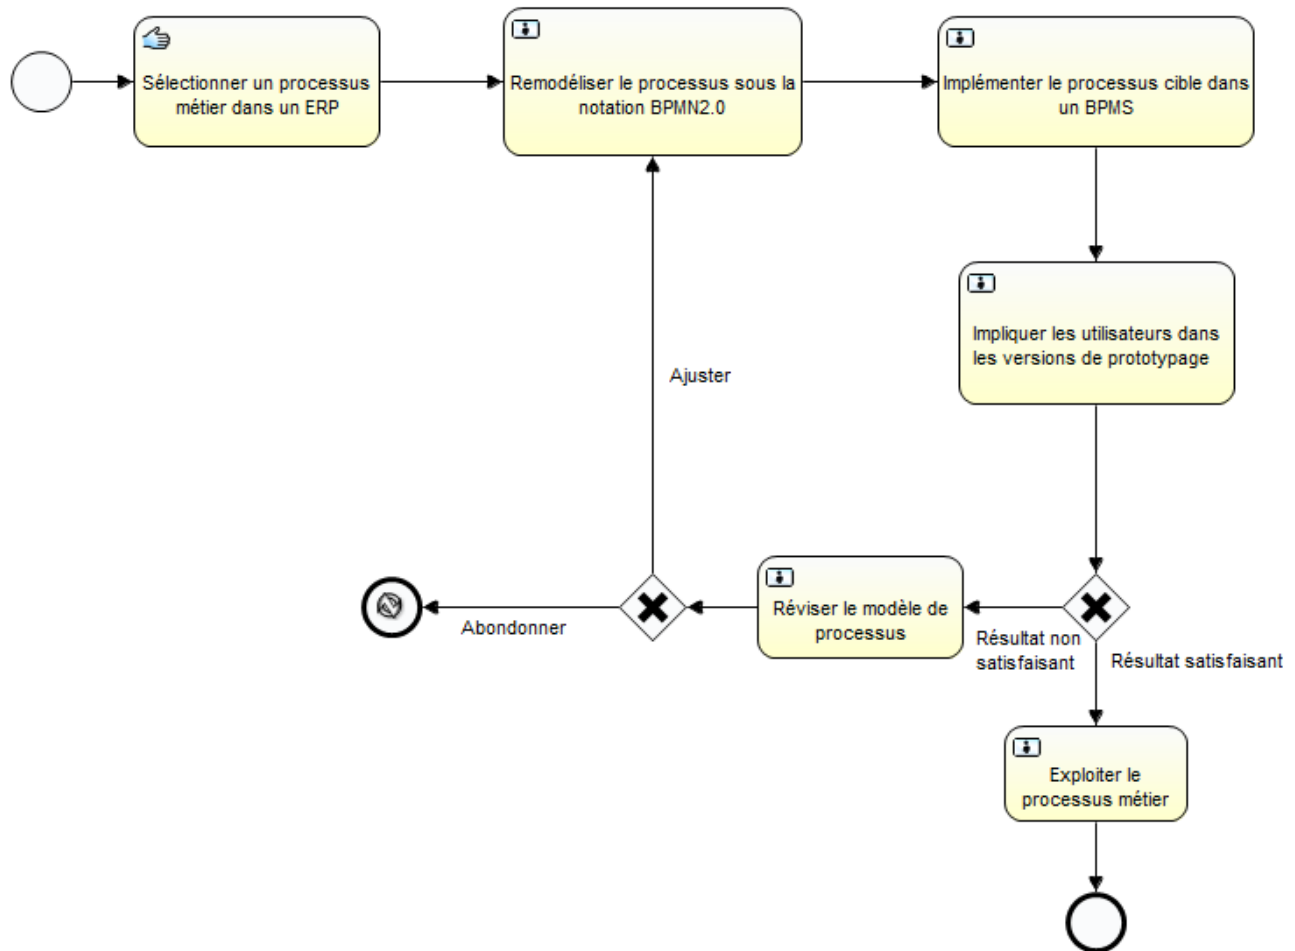 Sélectionner un processus
métier dans un ERP
Remodéliser le processus sous la
notation BPMN2.0
Implémenter le processus cible dans
un BPMS
Impliquer les utilisateurs dans
les versions de prototypage
Ajuster
Abondonner
Réviser le modèle de
processus
Résultat non
satisfaisant
Résultat satisfaisant
Exploiter le
processus métier